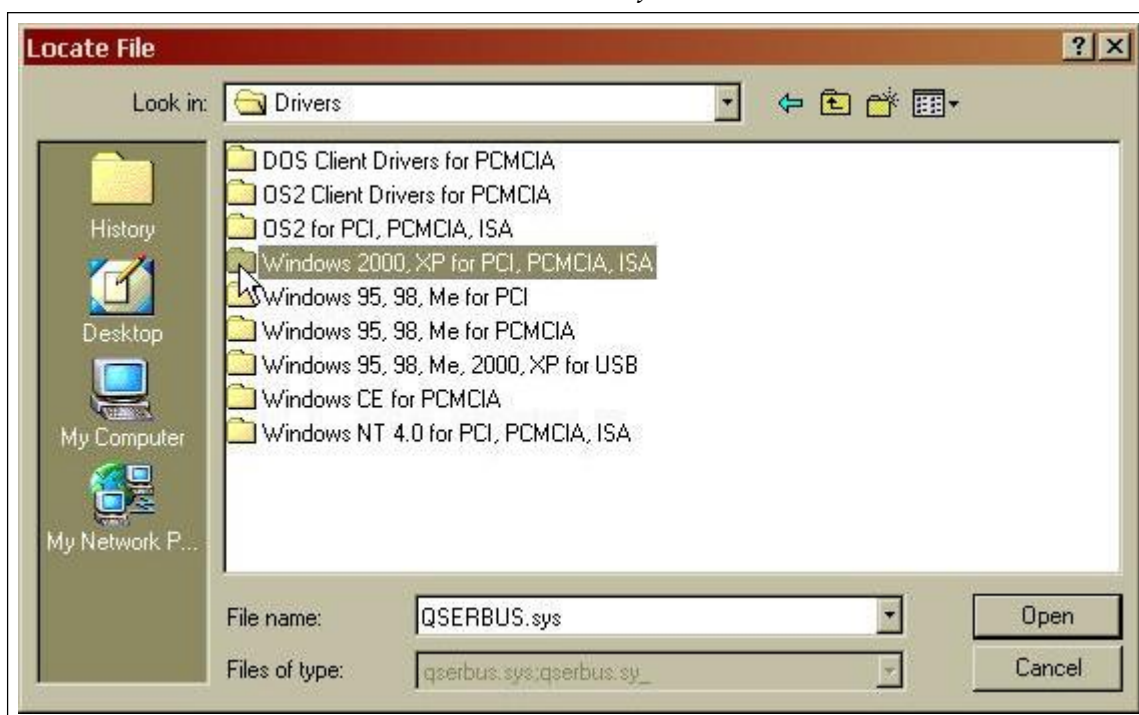 Locate File
Look in: Drivers
DOS Client Drivers for PCMCIA
OS2 Client Drivers for PCMCIA
OS2 for PCI, PCMCIA, ISA
Windows 2000, XP for PCI, PCMCIA, ISA
Windows 95, 98, Me for PCI
Windows 95, 98, Me for PCMCIA
Windows 95, 98, Me, 2000, XP for USB
Windows CE for PCMCIA
Windows NT 4.0 for PCI, PCMCIA, ISA
History
Desktop
My Computer
My Network P...
File name: QSERBUS.sys Open
Files of type: qserbus.sys;qserbus.sy_ Cancel